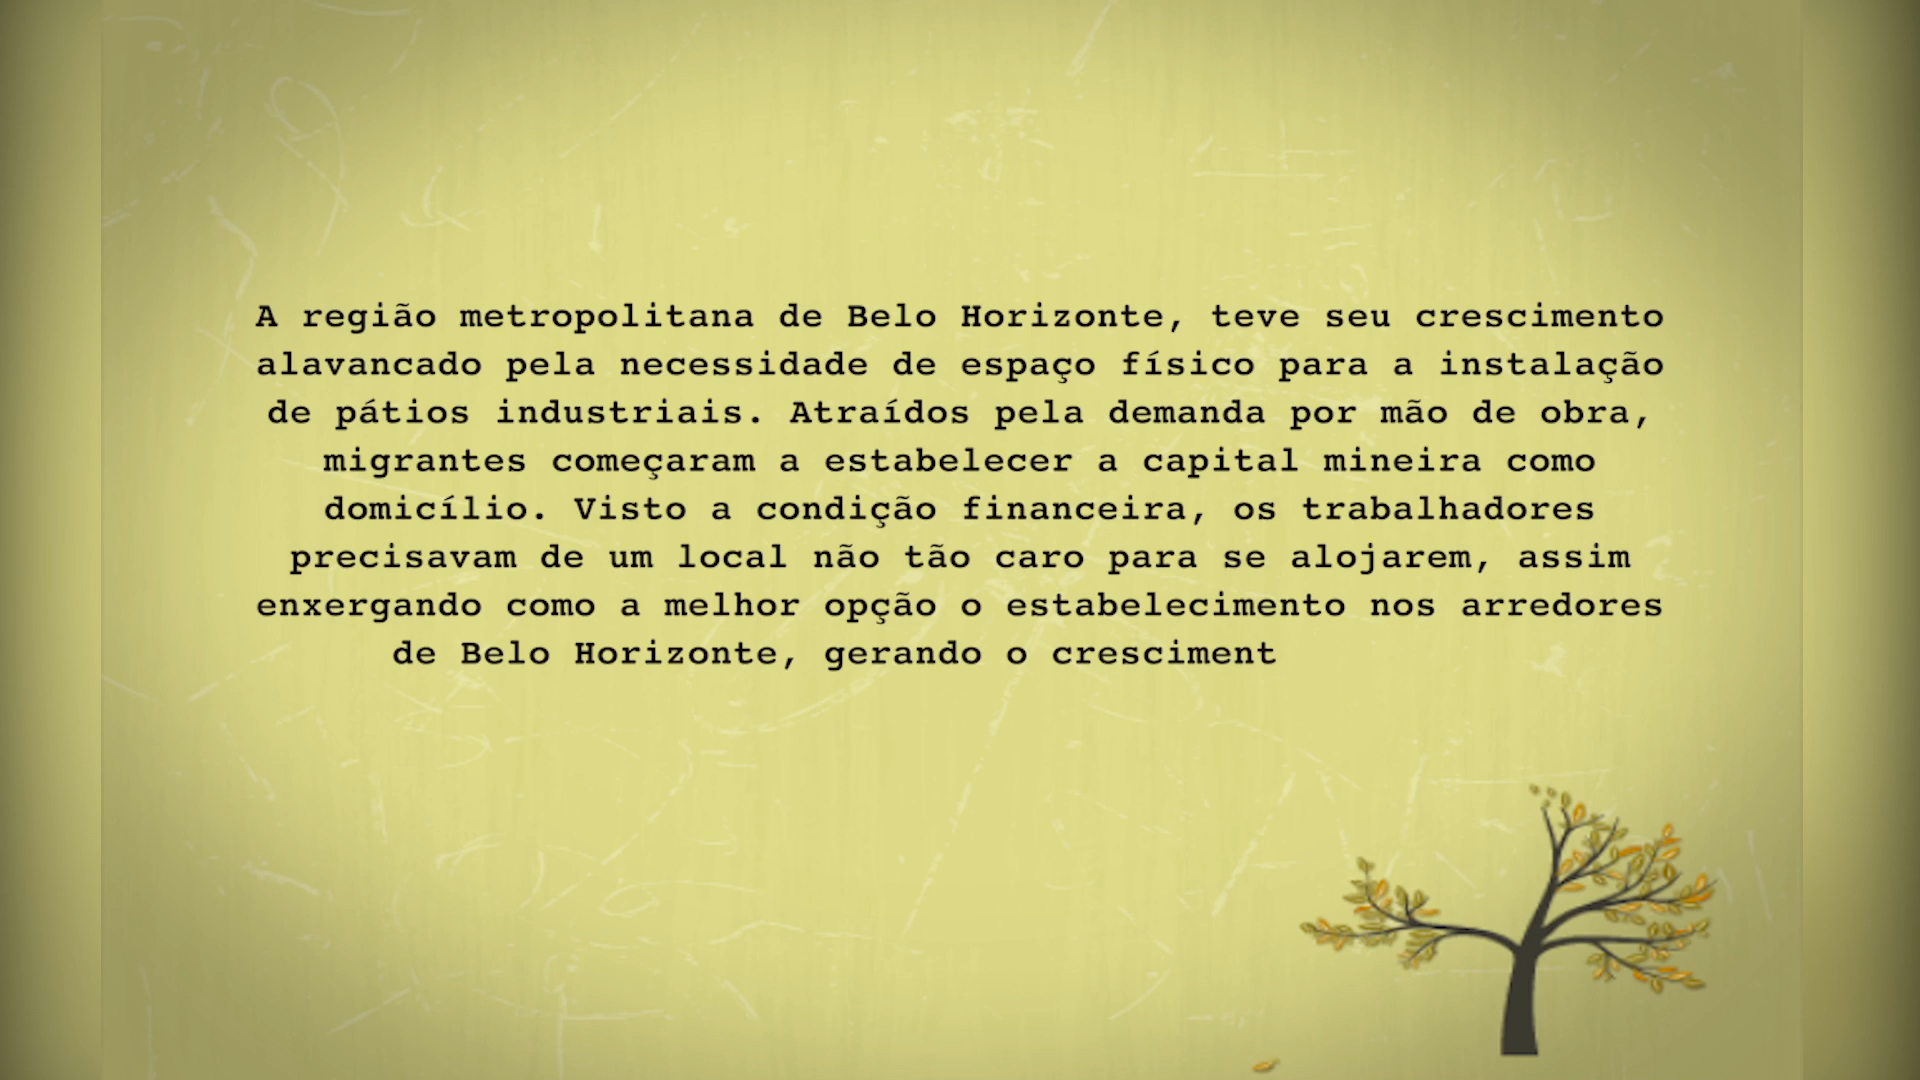 A região metropolitana de Belo Horizonte, teve seu crescimento
alavancado pela necessidade de espaço físico para a instalação
de pátios industriais. Atraídos pela demanda por mão de obra,
migrantes começaram a estabelecer a capital mineira como
domicílio. Visto a condição financeira, os trabalhadores
precisavam de um local não tão caro para se alojarem, assim
enxergando como a melhor opção o estabelecimento nos arredores
de Belo Horizonte, gerando o cresciment